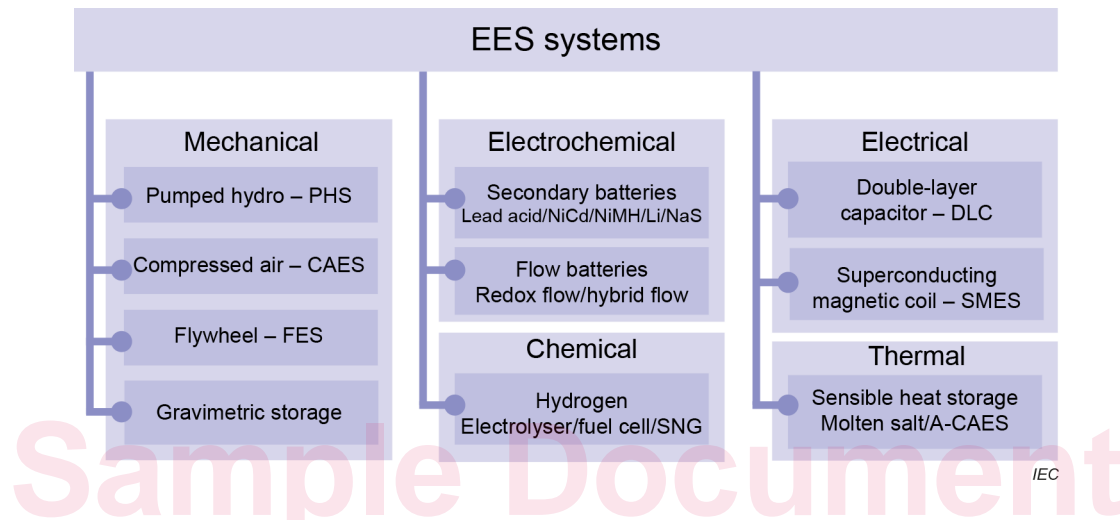 EES systems
Mechanical
Pumped hydro – PHS
Compressed air – CAES
Flywheel – FES
Gravimetric storage
Electrochemical
Secondary batteries
Lead acid/NiCd/NiMH/Li/NaS
Flow batteries
Redox flow/hybrid flow
Chemical
Hydrogen
Electrolyser/fuel cell/SNG
Electrical
Double-layer
capacitor – DLC
Superconducting
magnetic coil – SMES
Thermal
Sensible heat storage
Molten salt/A-CAES
IEC
Sample Document